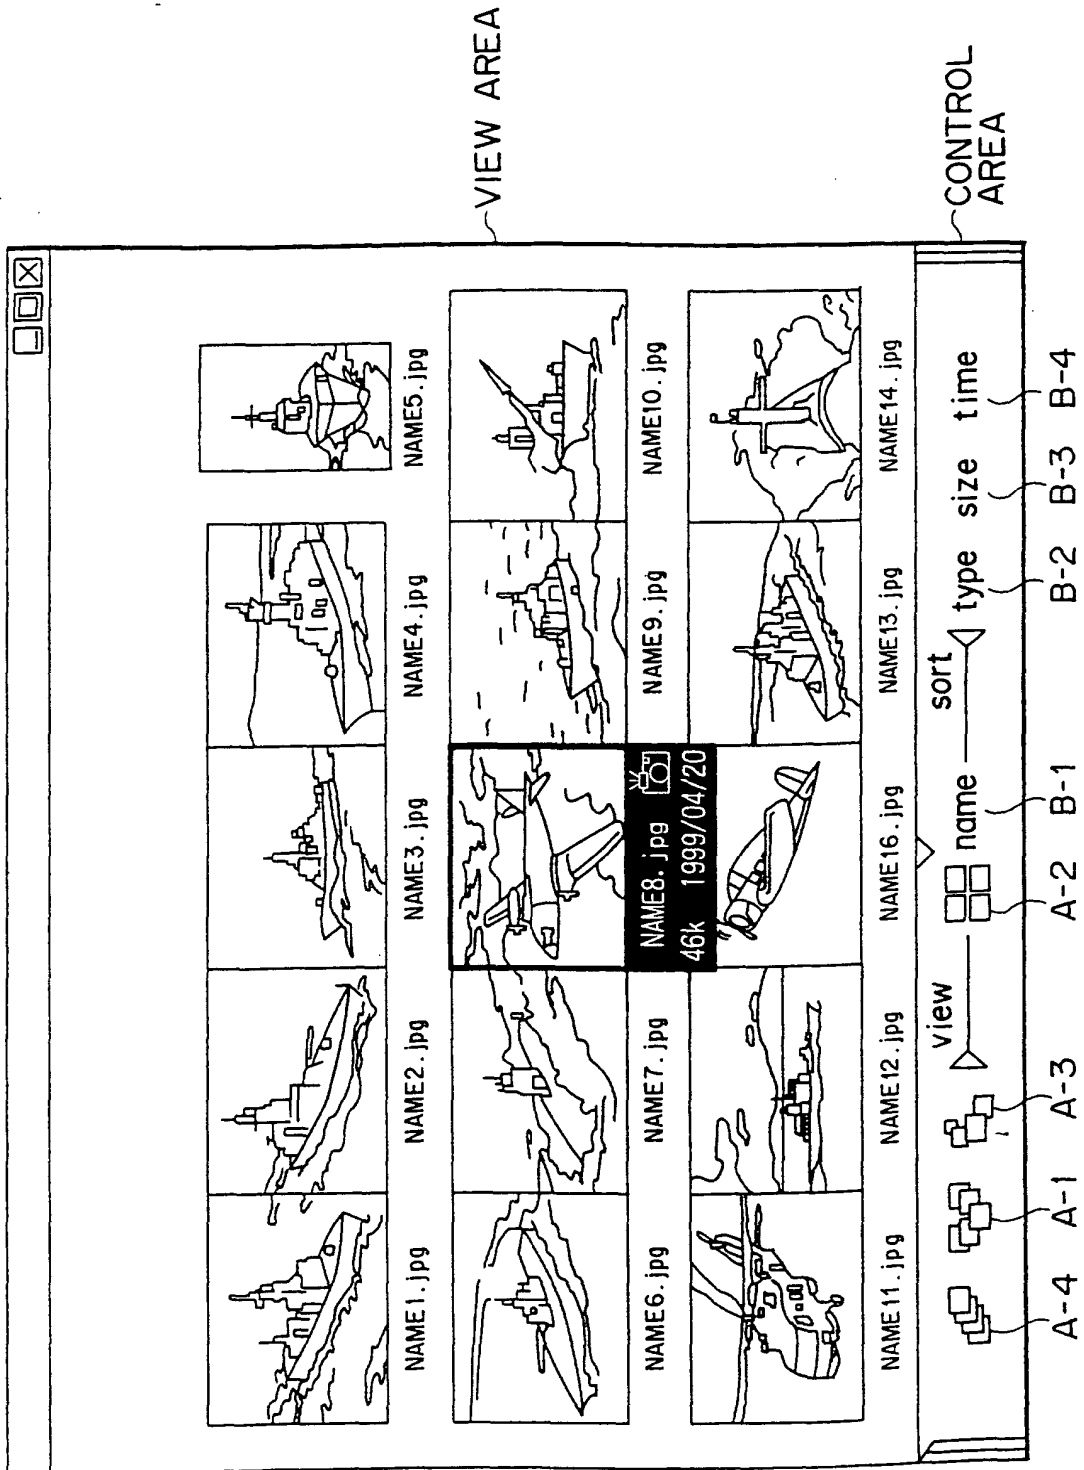 VIEW AREA
NAME1.jpg NAME2.jpg NAME3.jpg NAME4.jpg NAME5.jpg
NAME6.jpg NAME7.jpg NAME8.jpg NAME9.jpg NAME10.jpg
46k 1999/04/20
NAME11.jpg NAME12.jpg NAME16.jpg NAME13.jpg NAME14.jpg
CONTROL
AREA
view sort
name type size time
A-4 A-1 A-3 A-2 B-1 B-2 B-3 B-4